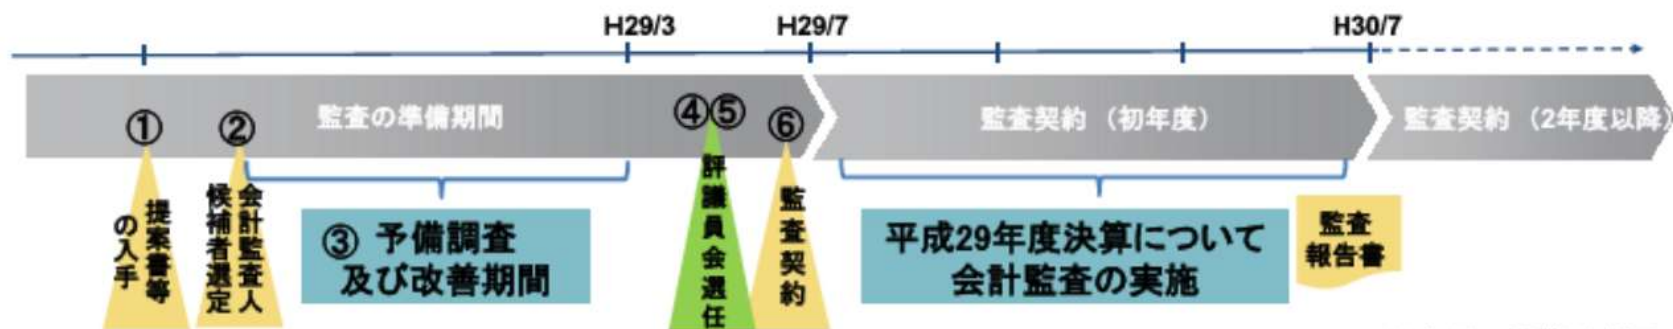 H29/3
H29/7
H30/7
監査の準備期間
監査契約 （初年度）
監査契約 （2年度以降）
①
②
④⑤
⑥
提案書等
の入手
会計監査人
候補者選定
③ 予備調査
及び改善期間
評議員会選任
監査契約
平成29年度決算について
会計監査の実施
監査
報告書